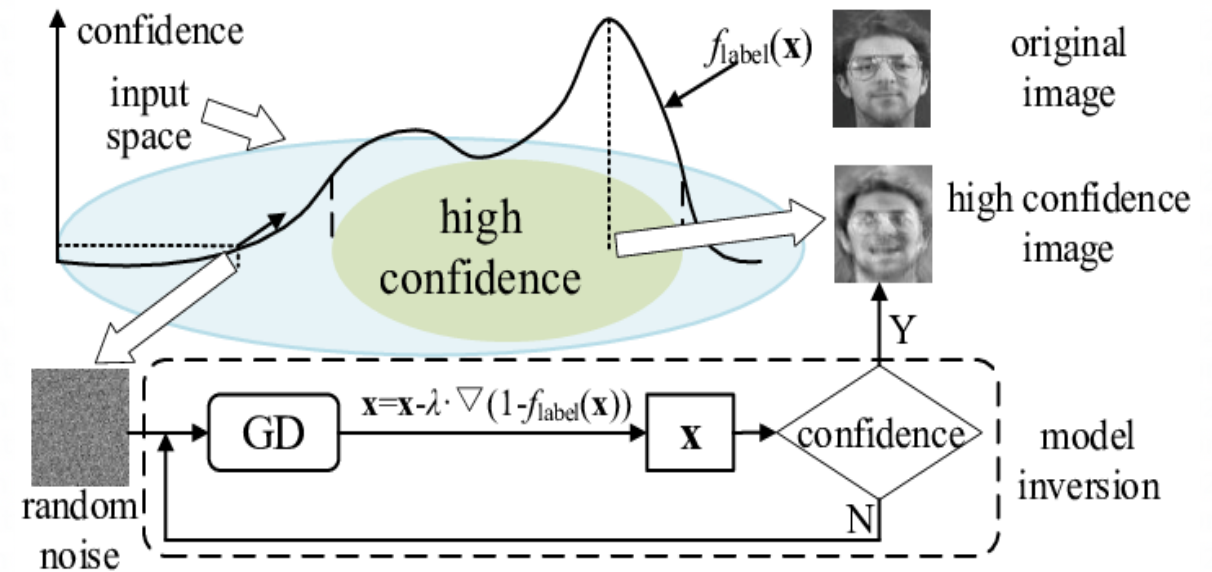 confidence
input
space
f_label(x)
original
image
high
confidence
high confidence
image
Y
GD
x=x-λ·▽(1-f_label(x))
x
confidence
N
model
inversion
random
noise